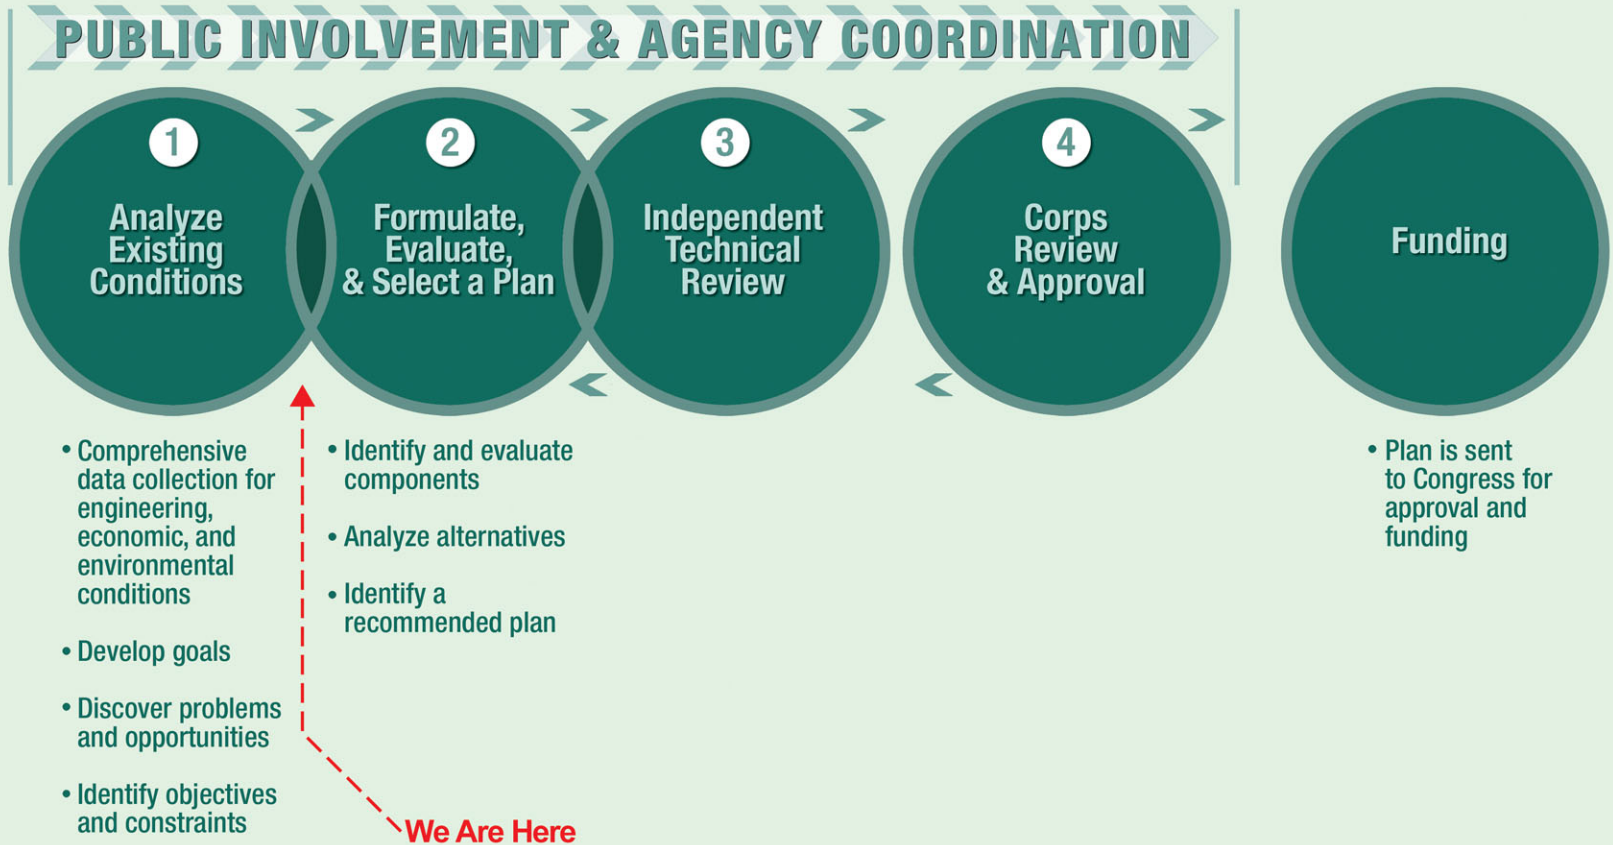 PUBLIC INVOLVEMENT & AGENCY COORDINATION
1
Analyze
Existing
Conditions
2
Formulate,
Evaluate,
& Select a Plan
3
Independent
Technical
Review
4
Corps
Review
& Approval
Funding
• Comprehensive
data collection for
engineering,
economic, and
environmental
conditions
• Develop goals
• Discover problems
and opportunities
• Identify objectives
and constraints
• Identify and evaluate
components
• Analyze alternatives
• Identify a
recommended plan
• Plan is sent
to Congress for
approval and
funding
We Are Here